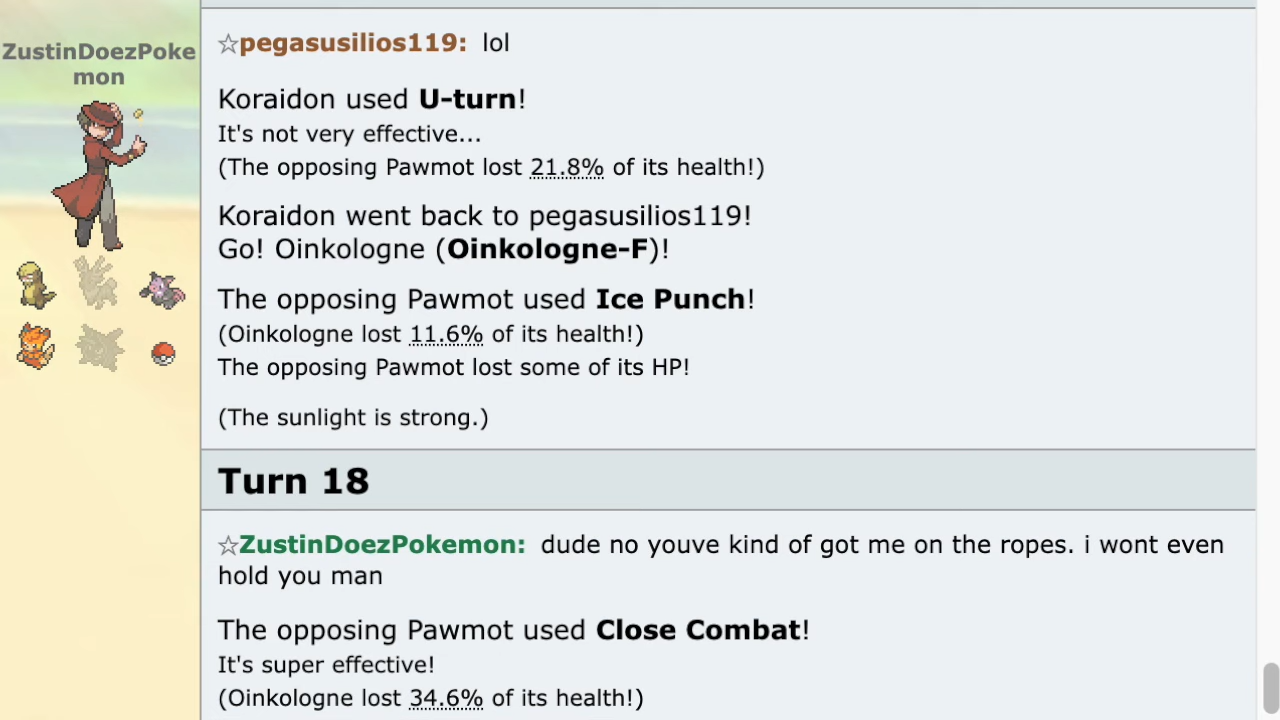 ZustinDoezPoke
mon
☆pegasusilios119: lol
Koraidon used U-turn!
It's not very effective...
(The opposing Pawmot lost 21.8% of its health!)
Koraidon went back to pegasusilios119!
Go! Oinkologne (Oinkologne-F)!
The opposing Pawmot used Ice Punch!
(Oinkologne lost 11.6% of its health!)
The opposing Pawmot lost some of its HP!
(The sunlight is strong.)
Turn 18
☆ZustinDoezPokemon: dude no youve kind of got me on the ropes. i wont even
hold you man
The opposing Pawmot used Close Combat!
It's super effective!
(Oinkologne lost 34.6% of its health!)